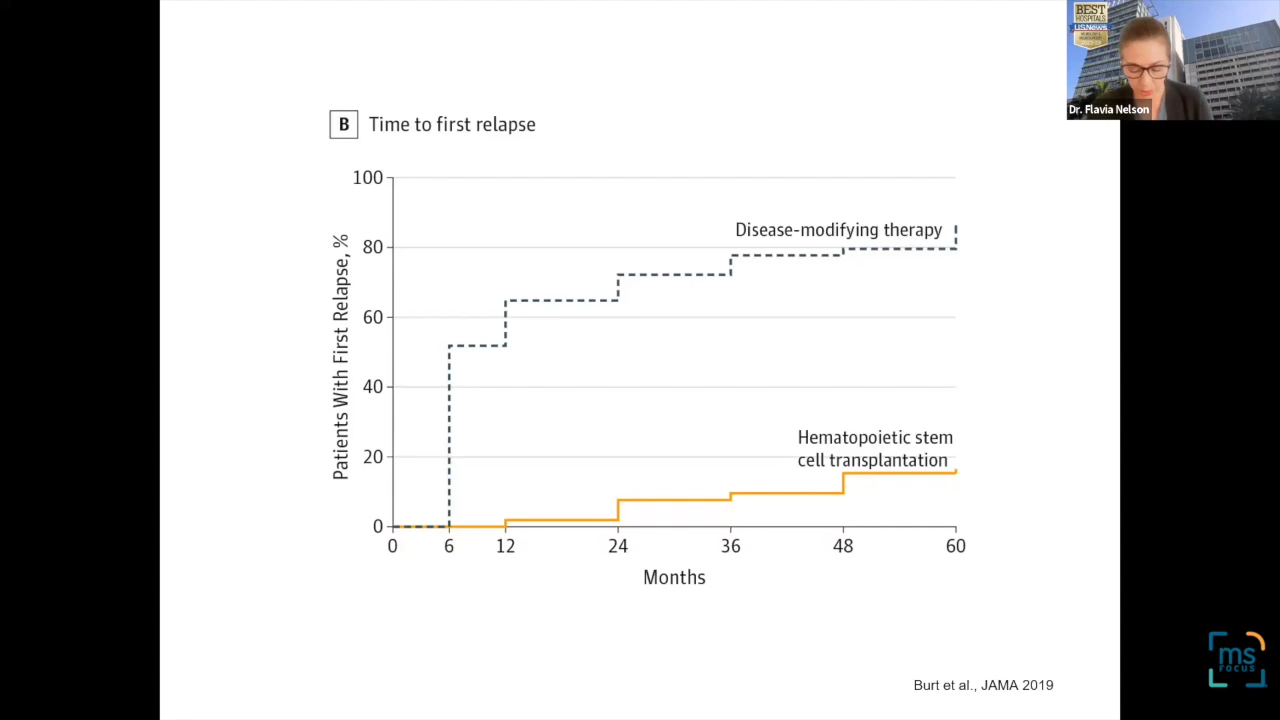 BEST
HOSPITALS
U.S.News
Dr. Flavia Nelson
B Time to first relapse
Patients With First Relapse, %
100
80
60
40
20
0
Disease-modifying therapy
Hematopoietic stem
cell transplantation
0 6 12 24 36 48 60
Months
ms
FOCUS
Burt et al., JAMA 2019